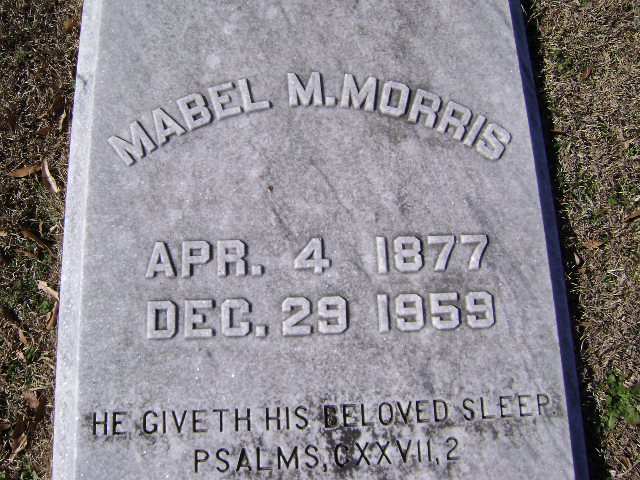 MABEL M. MORRIS
APR. 4 1877
DEC. 29 1959
HE GIVETH HIS BELOVED SLEEP.
PSALMS, CXXVII, 2